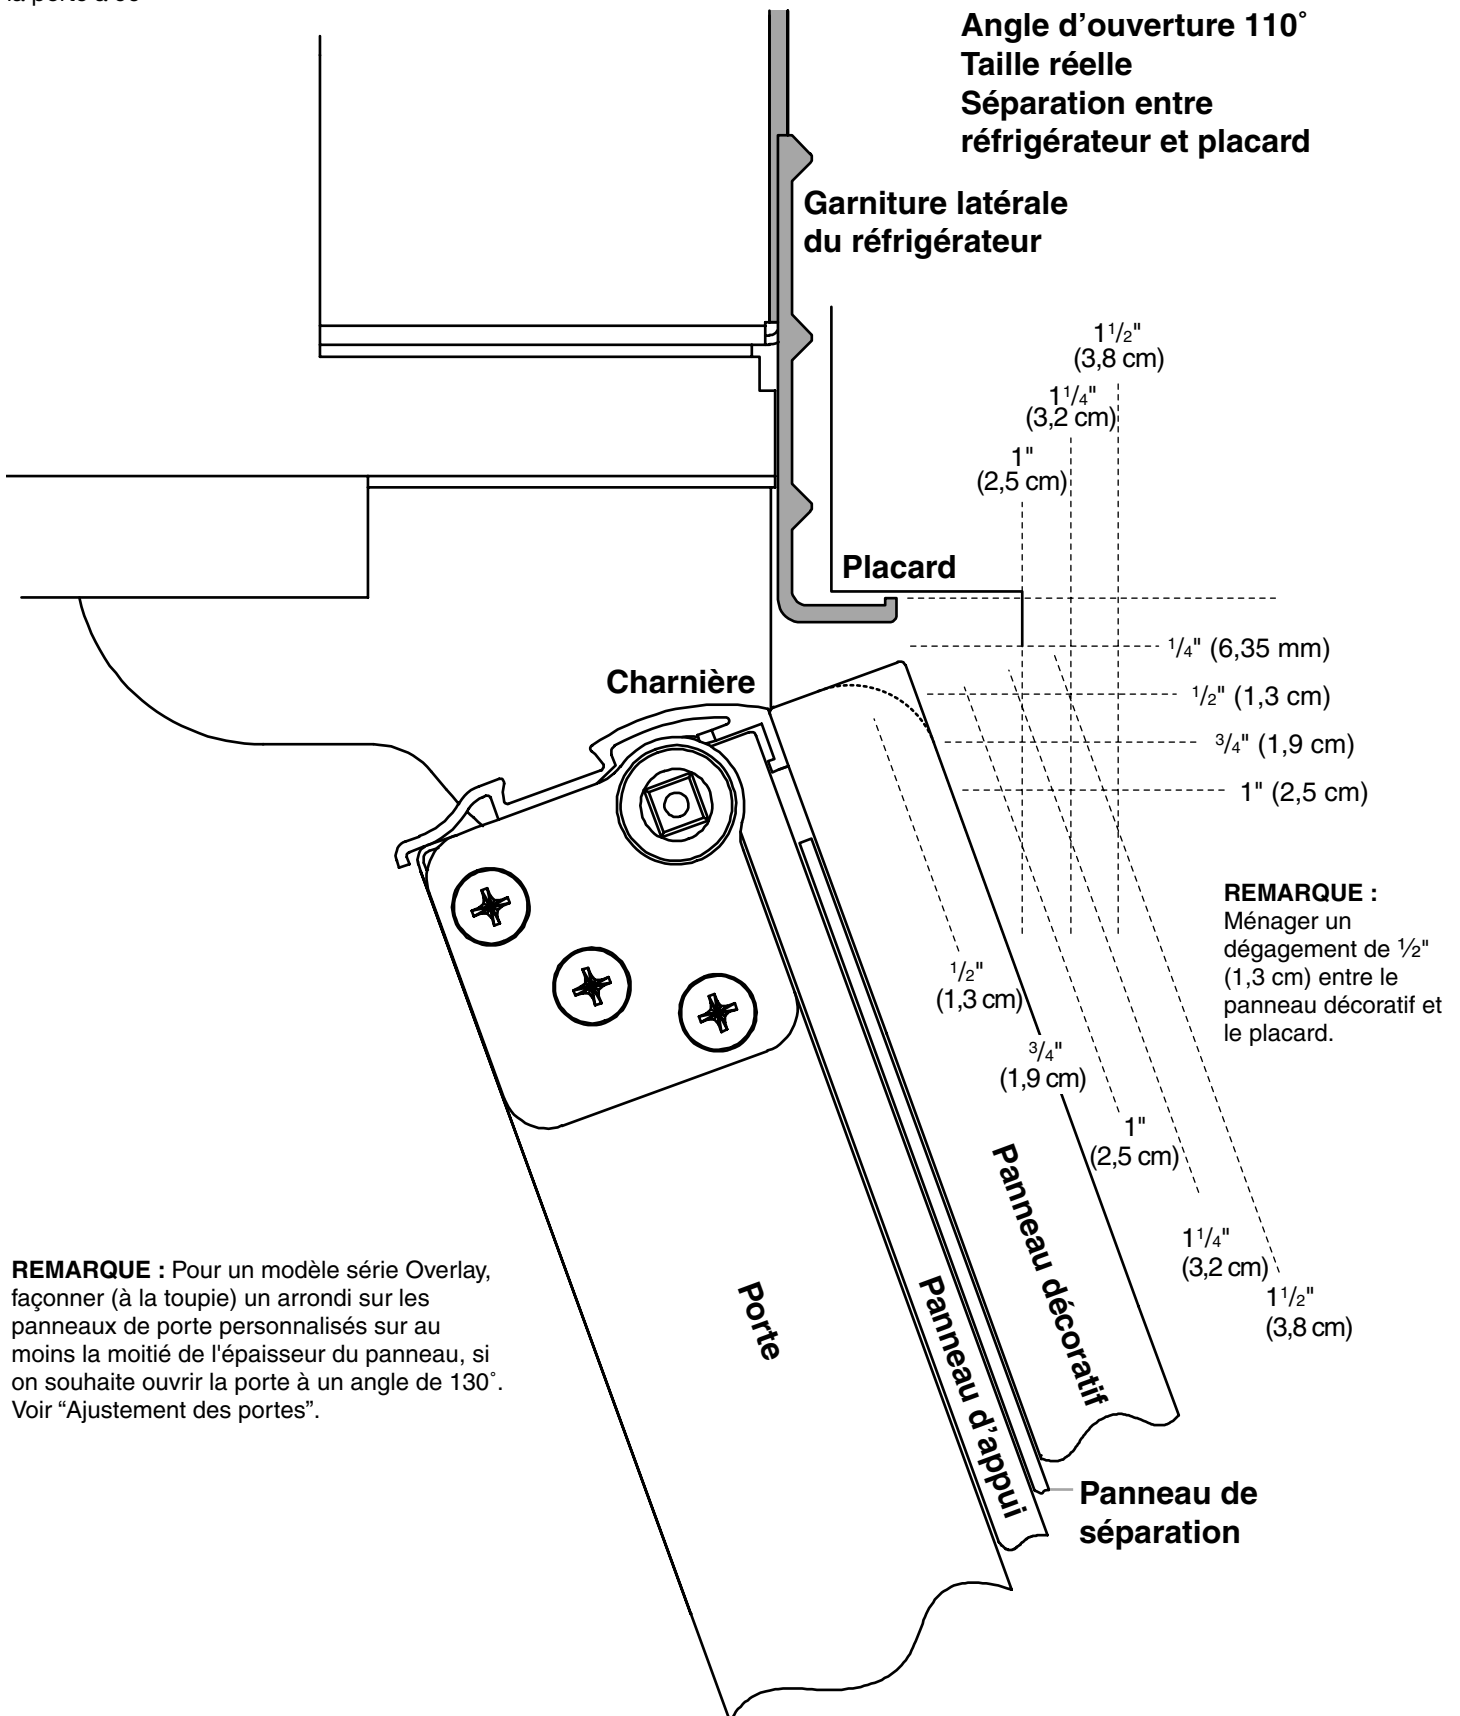 Angle d’ouverture 110˚
Taille réelle
Séparation entre
réfrigérateur et placard
Garniture latérale
du réfrigérateur
1 1/2"
(3,8 cm)
1 1/4"
(3,2 cm)
1"
(2,5 cm)
Placard
1/4" (6,35 mm)
Charnière
1/2" (1,3 cm)
3/4" (1,9 cm)
1" (2,5 cm)
REMARQUE :
Ménager un
dégagement de ½"
(1,3 cm) entre le
panneau décoratif et
le placard.
1/2"
(1,3 cm)
3/4"
(1,9 cm)
1"
(2,5 cm)
1 1/4"
(3,2 cm)
1 1/2"
(3,8 cm)
Panneau décoratif
Panneau d’appui
Porte
REMARQUE : Pour un modèle série Overlay,
façonner (à la toupie) un arrondi sur les
panneaux de porte personnalisés sur au
moins la moitié de l'épaisseur du panneau, si
on souhaite ouvrir la porte à un angle de 130˚.
Voir “Ajustement des portes”.
Panneau de
séparation